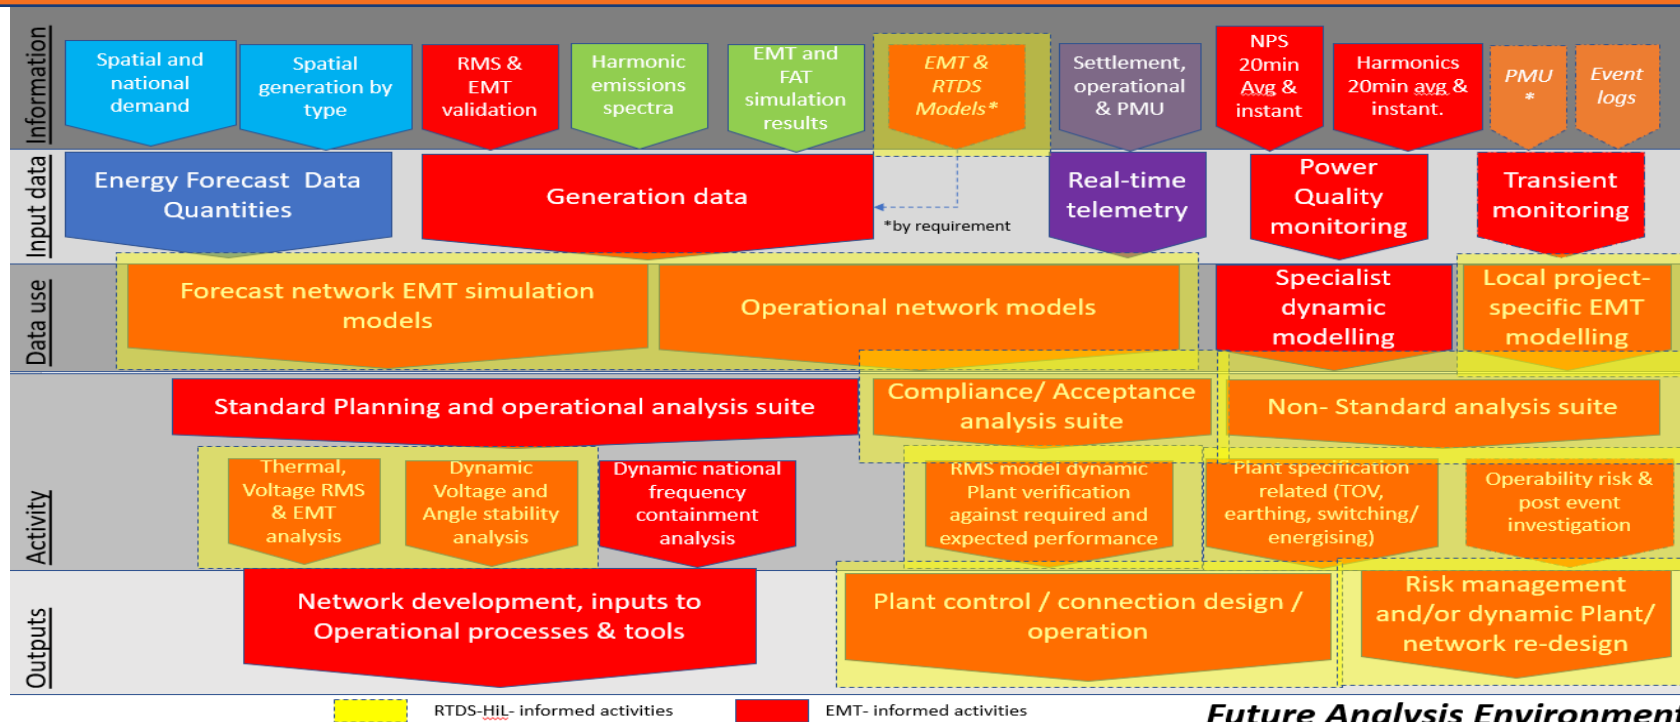 Information
Spatial and
national
demand
Spatial
generation by
type
RMS &
EMT
validation
Harmonic
emissions
spectra
EMT and
FAT
simulation
results
EMT &
RTDS
Models*
Settlement,
operational
& PMU
NPS
20min
Avg &
instant
Harmonics
20min avg &
instant.
PMU
*
Event
logs
Input data
Energy Forecast Data
Quantities
Generation data
*by requirement
Real-time
telemetry
Power
Quality
monitoring
Transient
monitoring
Data use
Forecast network EMT simulation
models
Operational network models
Specialist
dynamic
modelling
Local project-
specific EMT
modelling
Activity
Standard Planning and operational analysis suite
Compliance/ Acceptance
analysis suite
Non- Standard analysis suite
Thermal,
Voltage RMS
& EMT
analysis
Dynamic
Voltage and
Angle stability
analysis
Dynamic national
frequency
containment
analysis
RMS model dynamic
Plant verification
against required and
expected performance
Plant specification
related (TOV,
earthing, switching/
energising)
Operability risk &
post event
investigation
Outputs
Network development, inputs to
Operational processes & tools
Plant control / connection design /
operation
Risk management
and/or dynamic Plant/
network re-design
RTDS-HiL- informed activities
EMT- informed activities
Future Analysis Environment